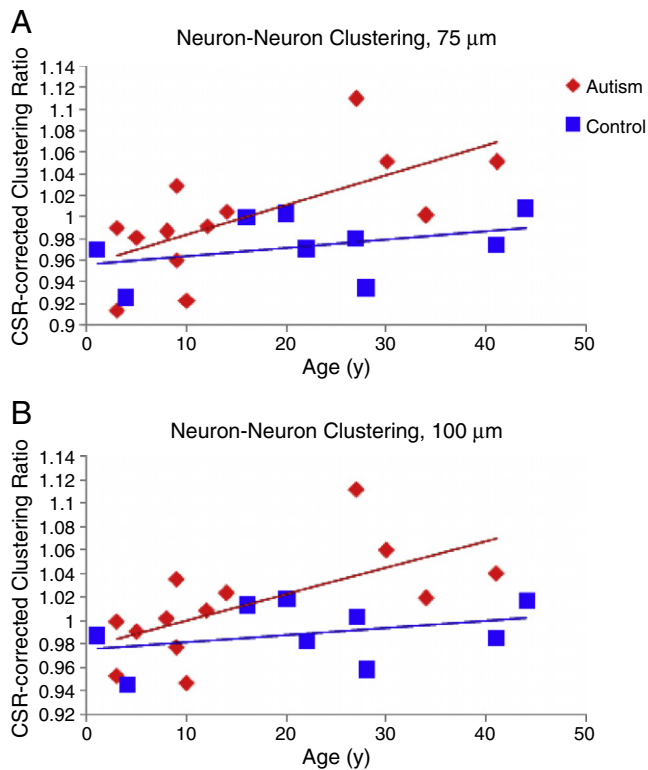 A
Neuron-Neuron Clustering, 75 μm
CSR-corrected Clustering Ratio
1.14
1.12
1.1
1.08
1.06
1.04
1.02
1
0.98
0.96
0.94
0.92
0.9
0 10 20 30 40 50
Age (y)
Autism
Control
B
Neuron-Neuron Clustering, 100 μm
CSR-corrected Clustering Ratio
1.14
1.12
1.1
1.08
1.06
1.04
1.02
1
0.98
0.96
0.94
0.92
0 10 20 30 40 50
Age (y)